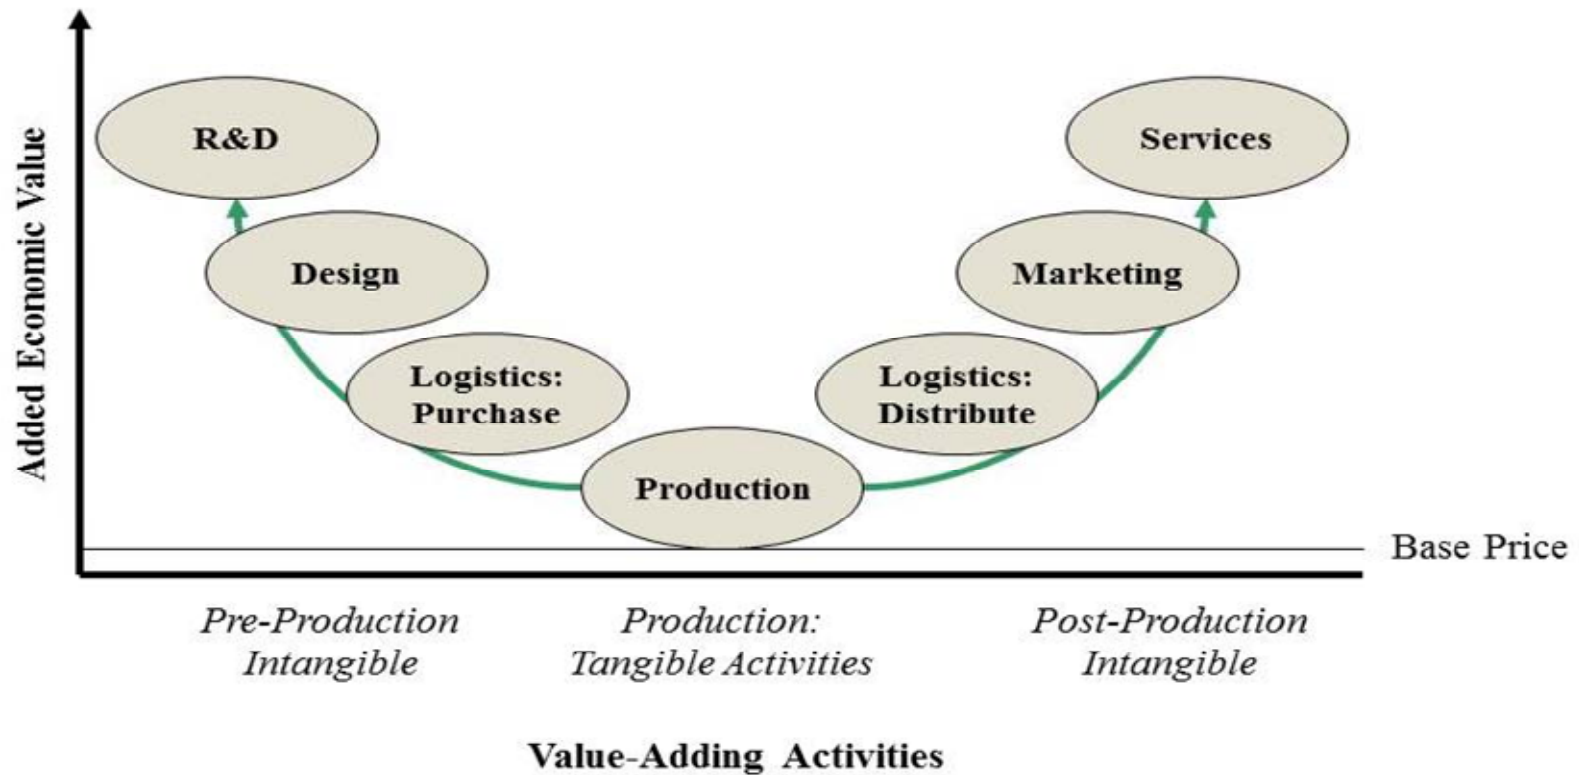 Added Economic Value
R&D
Services
Design
Marketing
Logistics:
Purchase
Logistics:
Distribute
Production
Base Price
Pre-Production
Intangible
Production:
Tangible Activities
Post-Production
Intangible
Value-Adding Activities